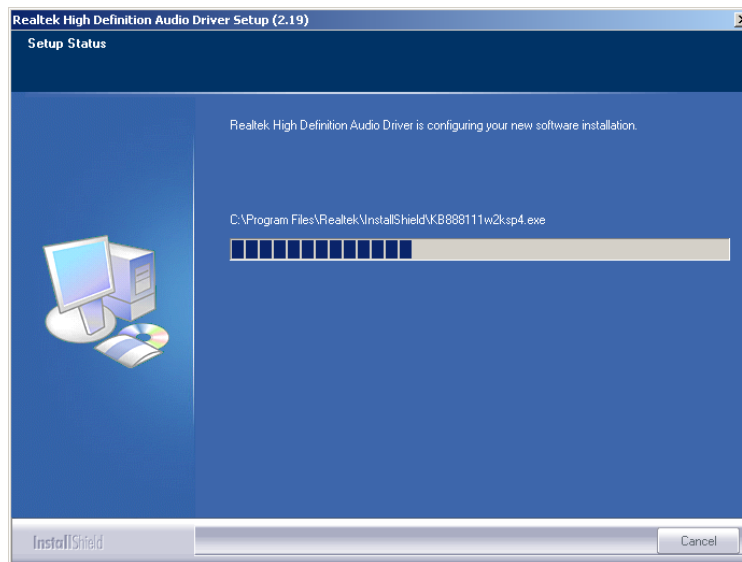 Realtek High Definition Audio Driver Setup (2.19)
Setup Status
Realtek High Definition Audio Driver is configuring your new software installation.
C:\Program Files\Realtek\InstallShield\KB888111w2ksp4.exe
InstallShield
Cancel